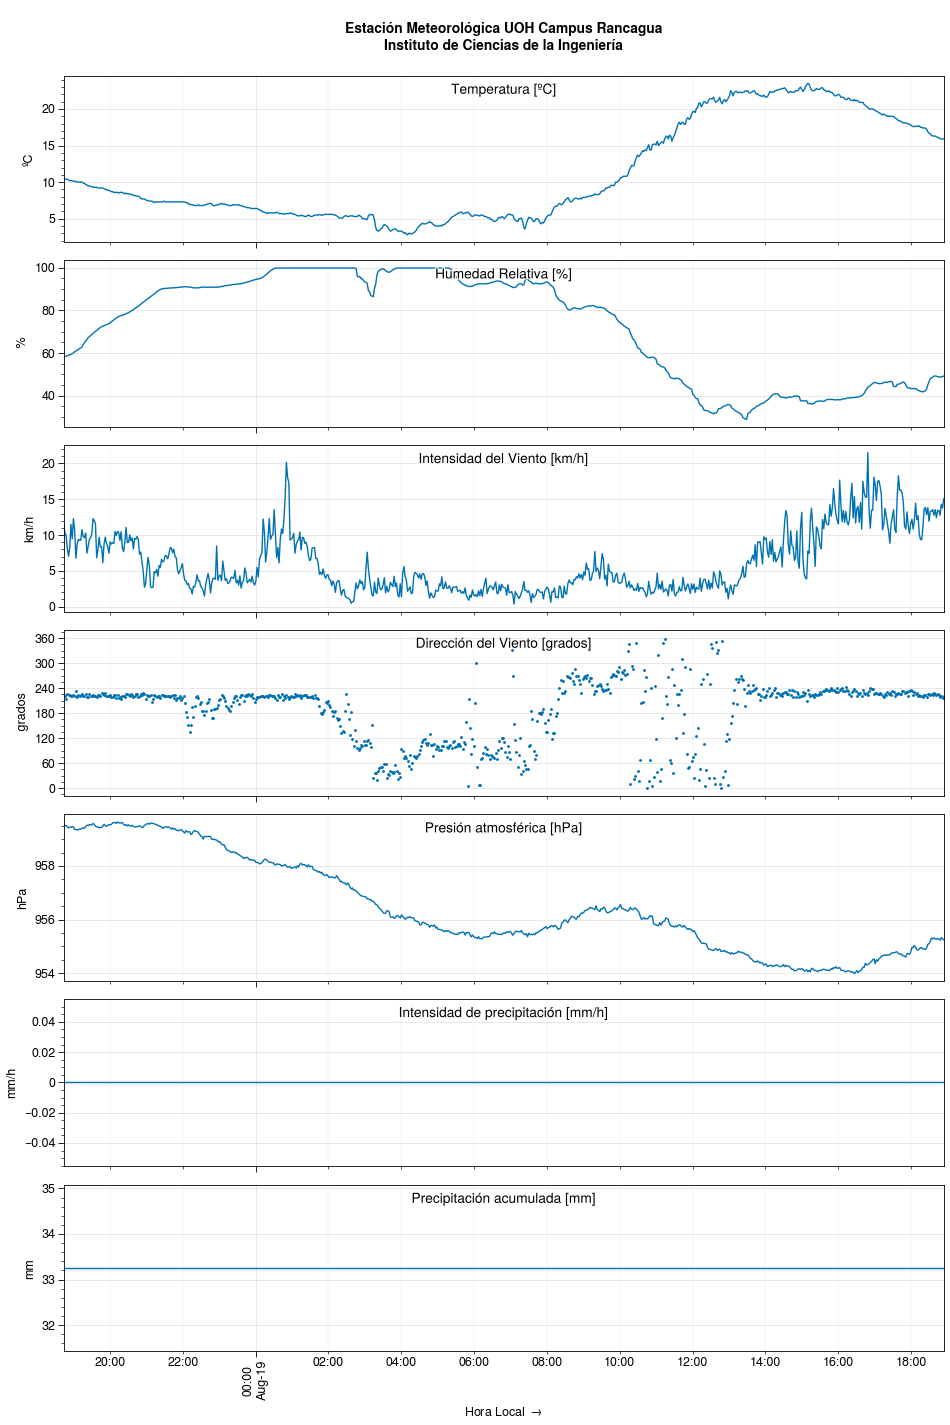 Estación Meteorológica UOH Campus Rancagua
Instituto de Ciencias de la Ingeniería
Temperatura [ºC]
ºC
20
15
10
5
Humedad Relativa [%]
%
100
80
60
40
Intensidad del Viento [km/h]
km/h
20
15
10
5
0
Dirección del Viento [grados]
grados
360
300
240
180
120
60
0
Presión atmosférica [hPa]
hPa
958
956
954
Intensidad de precipitación [mm/h]
mm/h
0.04
0.02
0
−0.02
−0.04
Precipitación acumulada [mm]
mm
35
34
33
32
20:00 22:00 00:00 02:00 04:00 06:00 08:00 10:00 12:00 14:00 16:00 18:00
Aug-19
Hora Local →